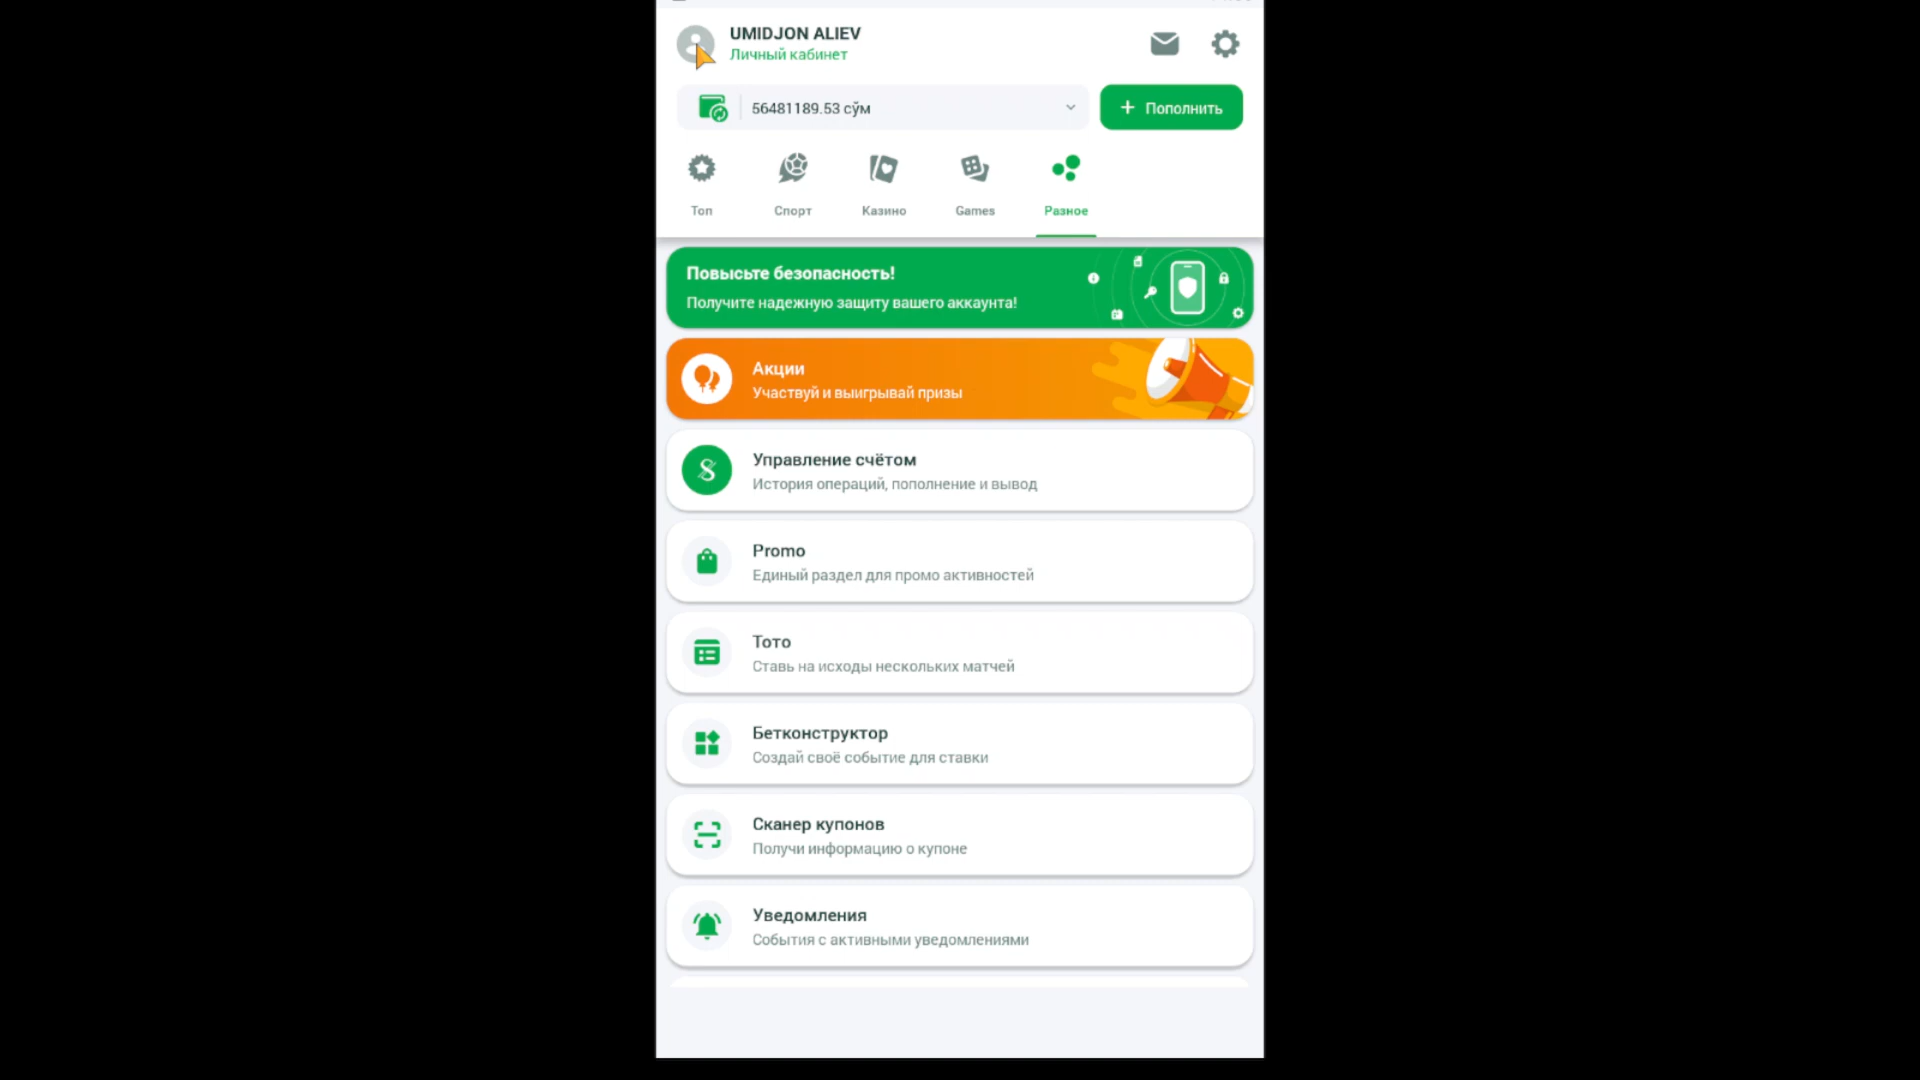 UMIDJON ALIEV
Личный кабинет
56481189.53 сўм
Пополнить
Топ
Спорт
Казино
Games
Разное
Повысьте безопасность!
Получите надежную защиту вашего аккаунта!
Акции
Участвуй и выигрывай призы
Управление счётом
История операций, пополнение и вывод
Promo
Единый раздел для промо активностей
Тото
Ставь на исходы нескольких матчей
Бетконструктор
Создай своё событие для ставки
Сканер купонов
Получи информацию о купоне
Уведомления
События с активными уведомлениями